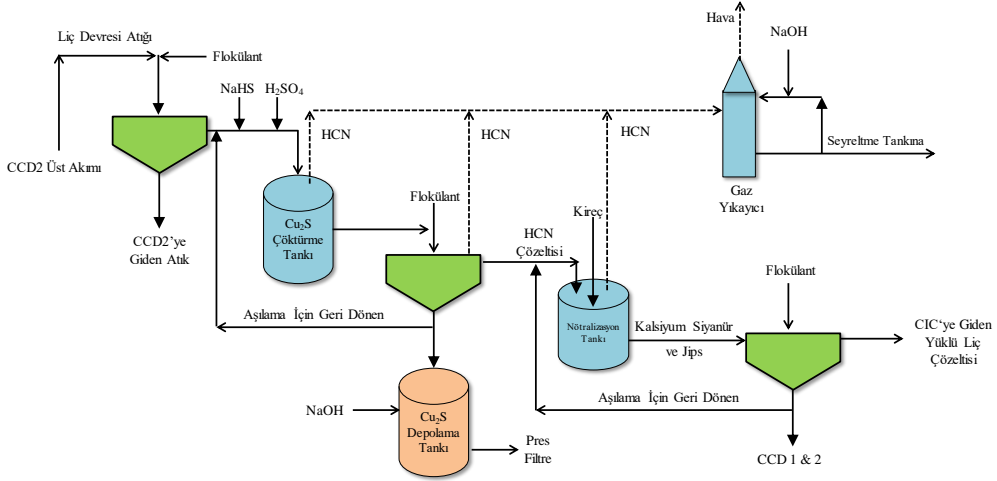 Hava
NaOH
Liç Devresi Atığı
Flokülant
NaHS
H₂SO₄
HCN
HCN
HCN
CCD2 Üst Akımı
Seyreltme Tankına
Gaz
Yıkayıcı
Flokülant
Kireç
Cu₂S
Çöktürme
Tankı
CCD2'ye
Giden Atık
HCN
Çözeltisi
Flokülant
Aşılama İçin Geri Dönen
Nötralizasyon
Tankı
Kalsiyum Siyanür
ve Jips
CIC'ye Giden
Yüklü Liç
Çözeltisi
Aşılama İçin Geri Dönen
NaOH
Cu₂S
Depolama
Tankı
Pres
Filtre
CCD 1 & 2